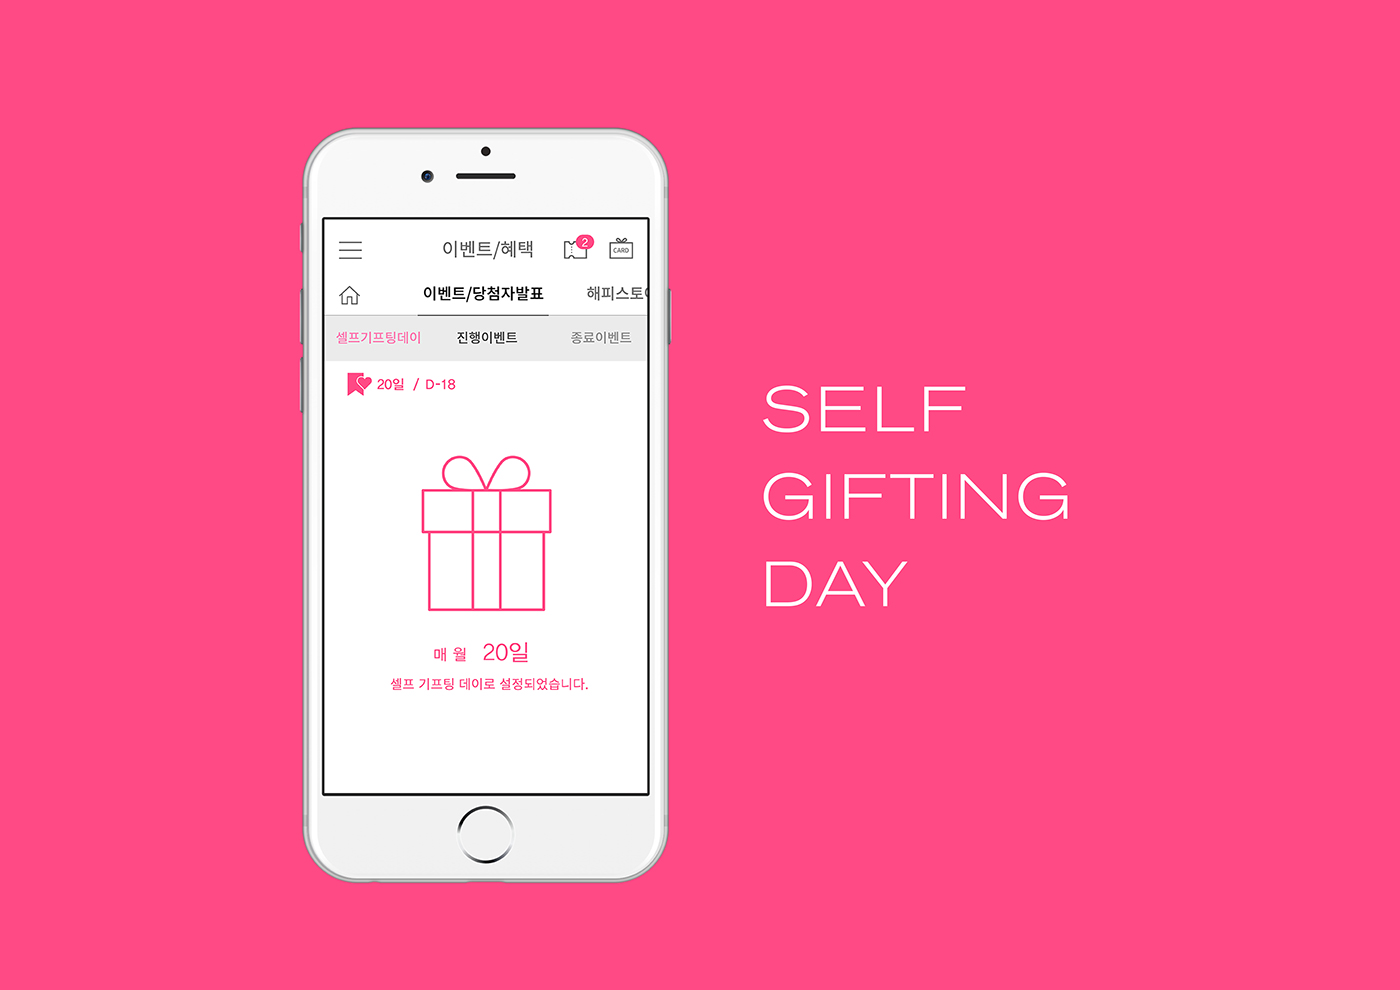 이벤트/혜택
2
CARD
이벤트/당첨자발표
해피스토
셀프기프팅데이
진행이벤트
종료이벤트
20일 / D-18
매 월 20일
셀프 기프팅 데이로 설정되었습니다.
SELF
GIFTING
DAY